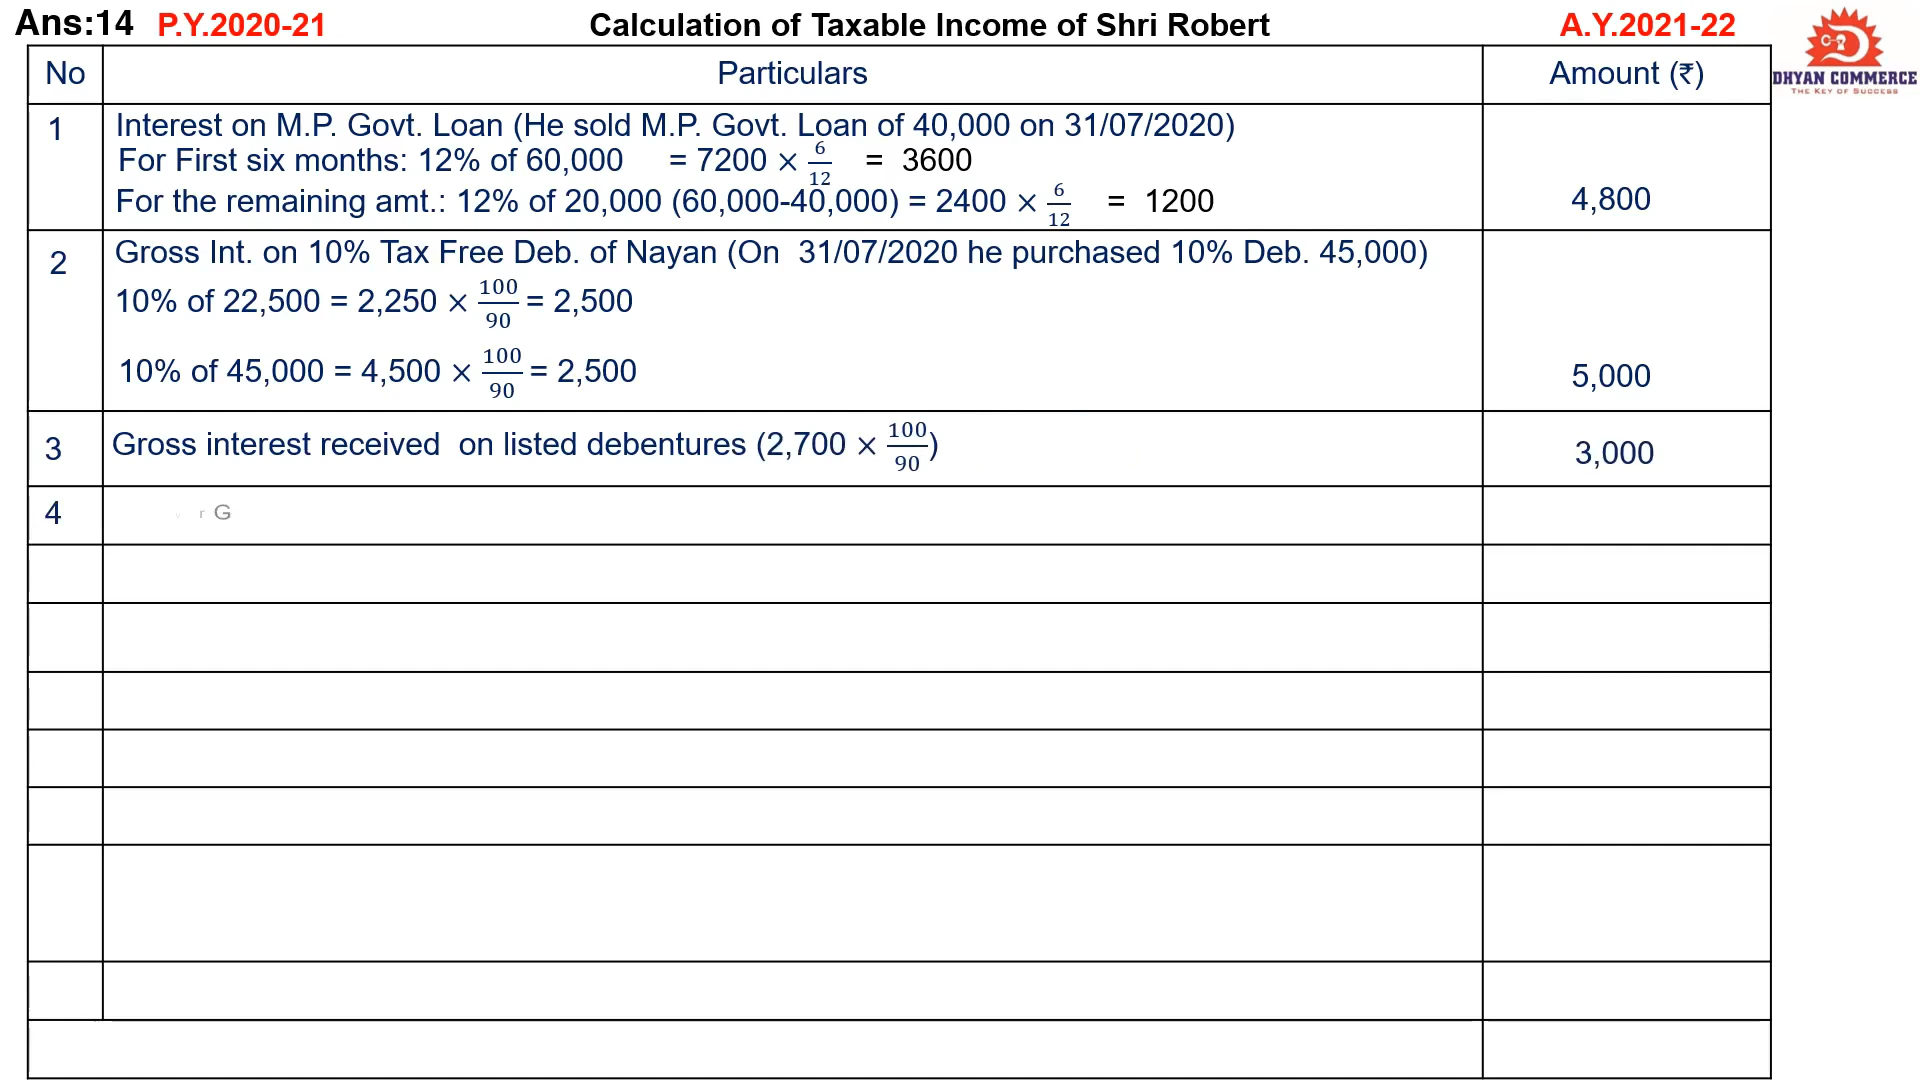 Ans:14 P.Y.2020-21 Calculation of Taxable Income of Shri Robert A.Y.2021-22
DHYAN COMMERCE
THE KEY OF SUCCESS
No Particulars Amount (₹)
1 Interest on M.P. Govt. Loan (He sold M.P. Govt. Loan of 40,000 on 31/07/2020)
For First six months: 12% of 60,000 = 7200 × 6/12 = 3600
For the remaining amt.: 12% of 20,000 (60,000-40,000) = 2400 × 6/12 = 1200 4,800
2 Gross Int. on 10% Tax Free Deb. of Nayan (On 31/07/2020 he purchased 10% Deb. 45,000)
10% of 22,500 = 2,250 × 100/90 = 2,500
10% of 45,000 = 4,500 × 100/90 = 2,500 5,000
3 Gross interest received on listed debentures (2,700 × 100/90) 3,000
4 r G